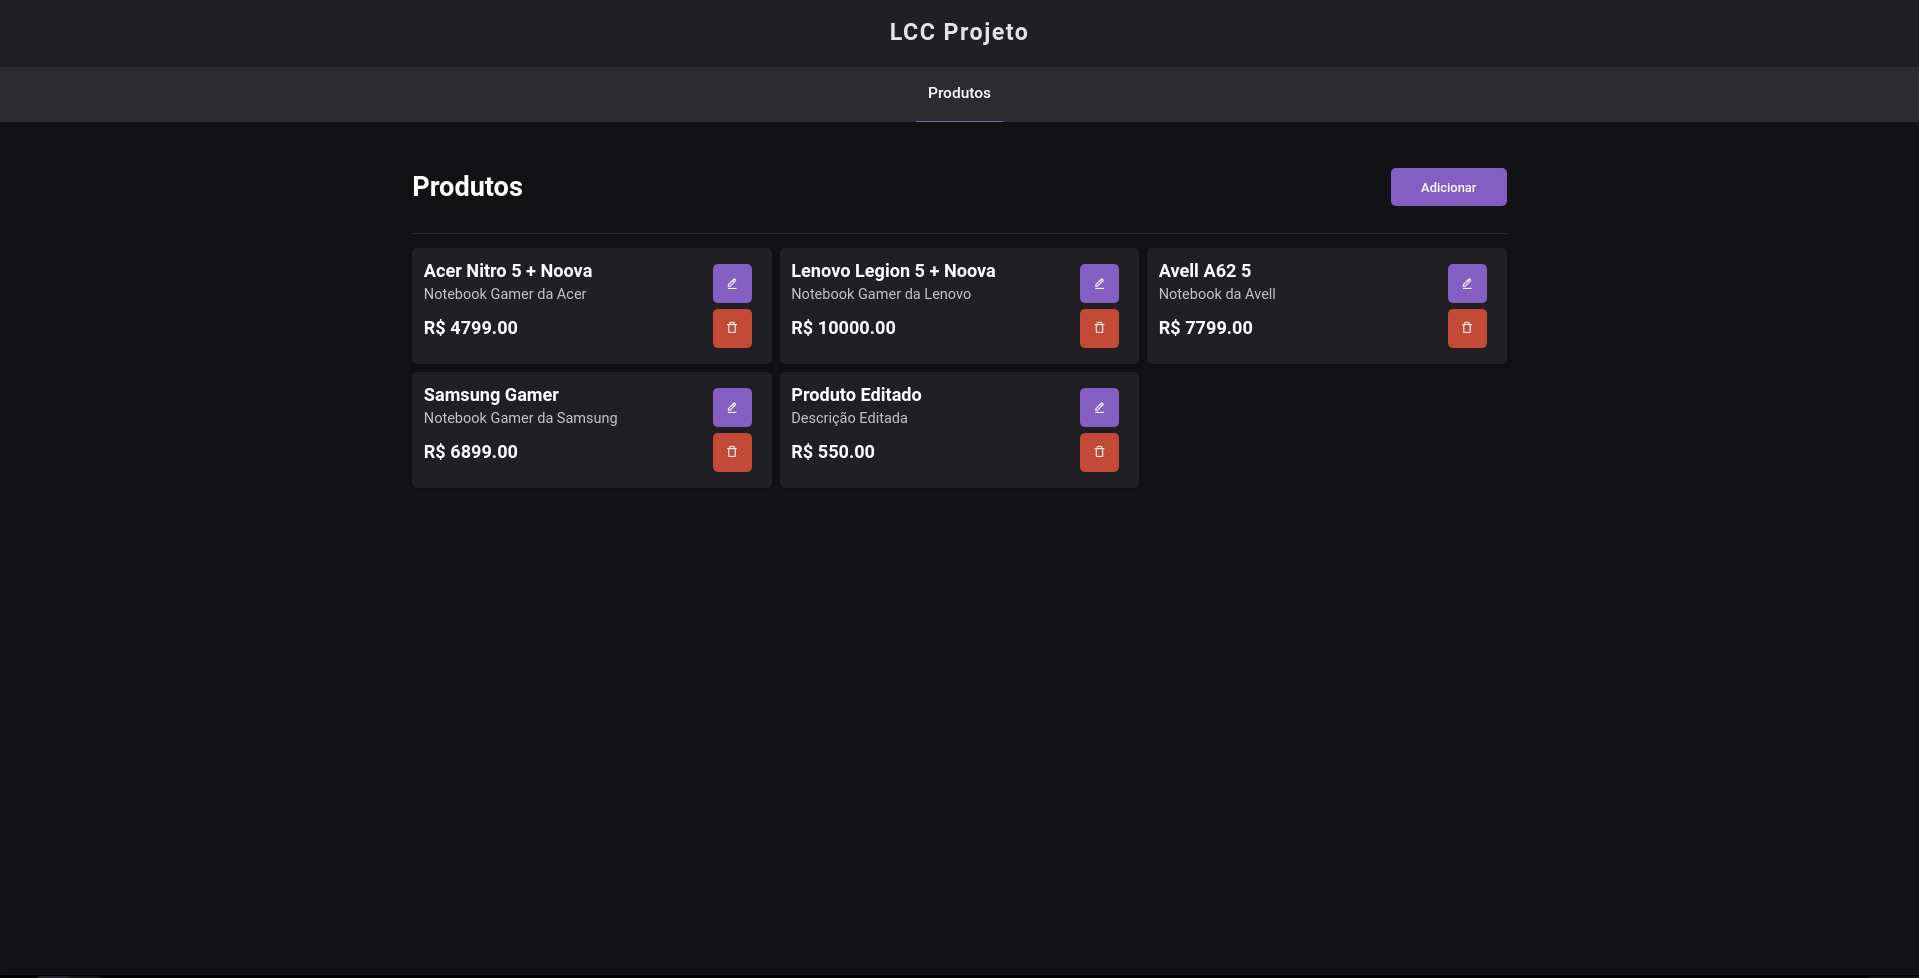 LCC Projeto
Produtos
Produtos
Adicionar
Acer Nitro 5 + Noova
Notebook Gamer da Acer
R$ 4799.00
Lenovo Legion 5 + Noova
Notebook Gamer da Lenovo
R$ 10000.00
Avell A62 5
Notebook da Avell
R$ 7799.00
Samsung Gamer
Notebook Gamer da Samsung
R$ 6899.00
Produto Editado
Descrição Editada
R$ 550.00